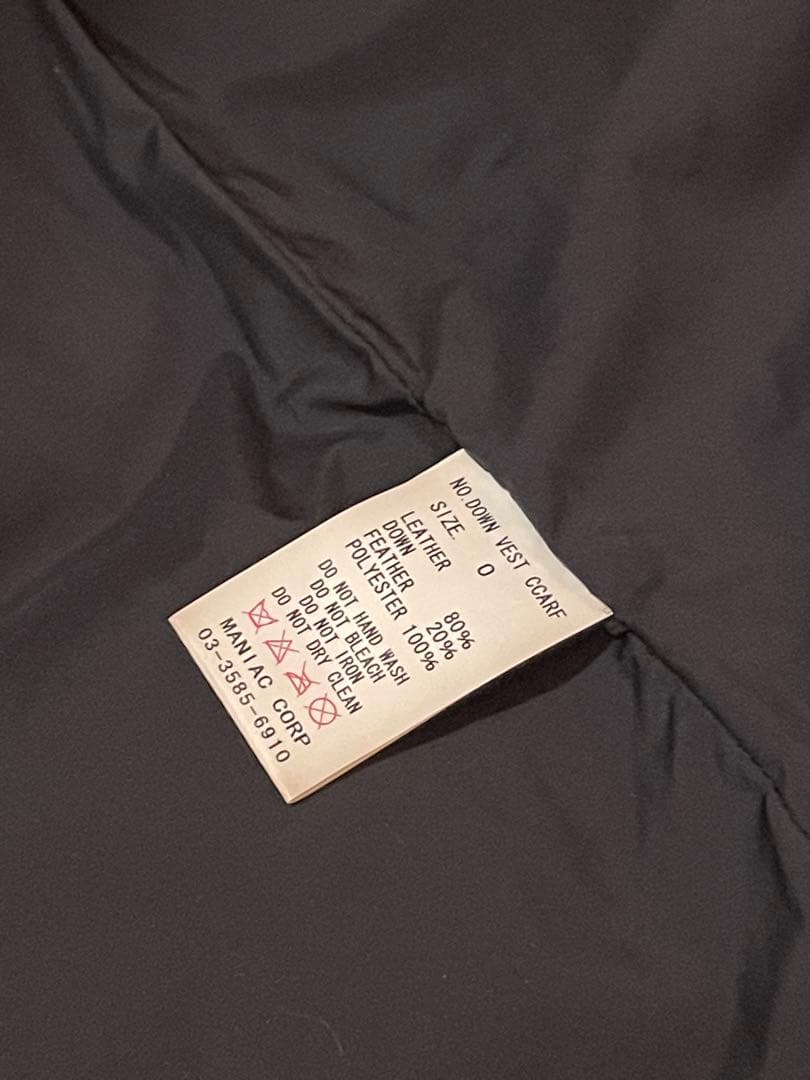 NO.DOWN VEST CCARF
SIZE. 0
LEATHER
DOWN 80%
FEATHER 20%
POLYESTER 100%
DO NOT HAND WASH
DO NOT BLEACH
DO NOT IRON
DO NOT DRY CLEAN
MANIAC CORP
03-3585-6910